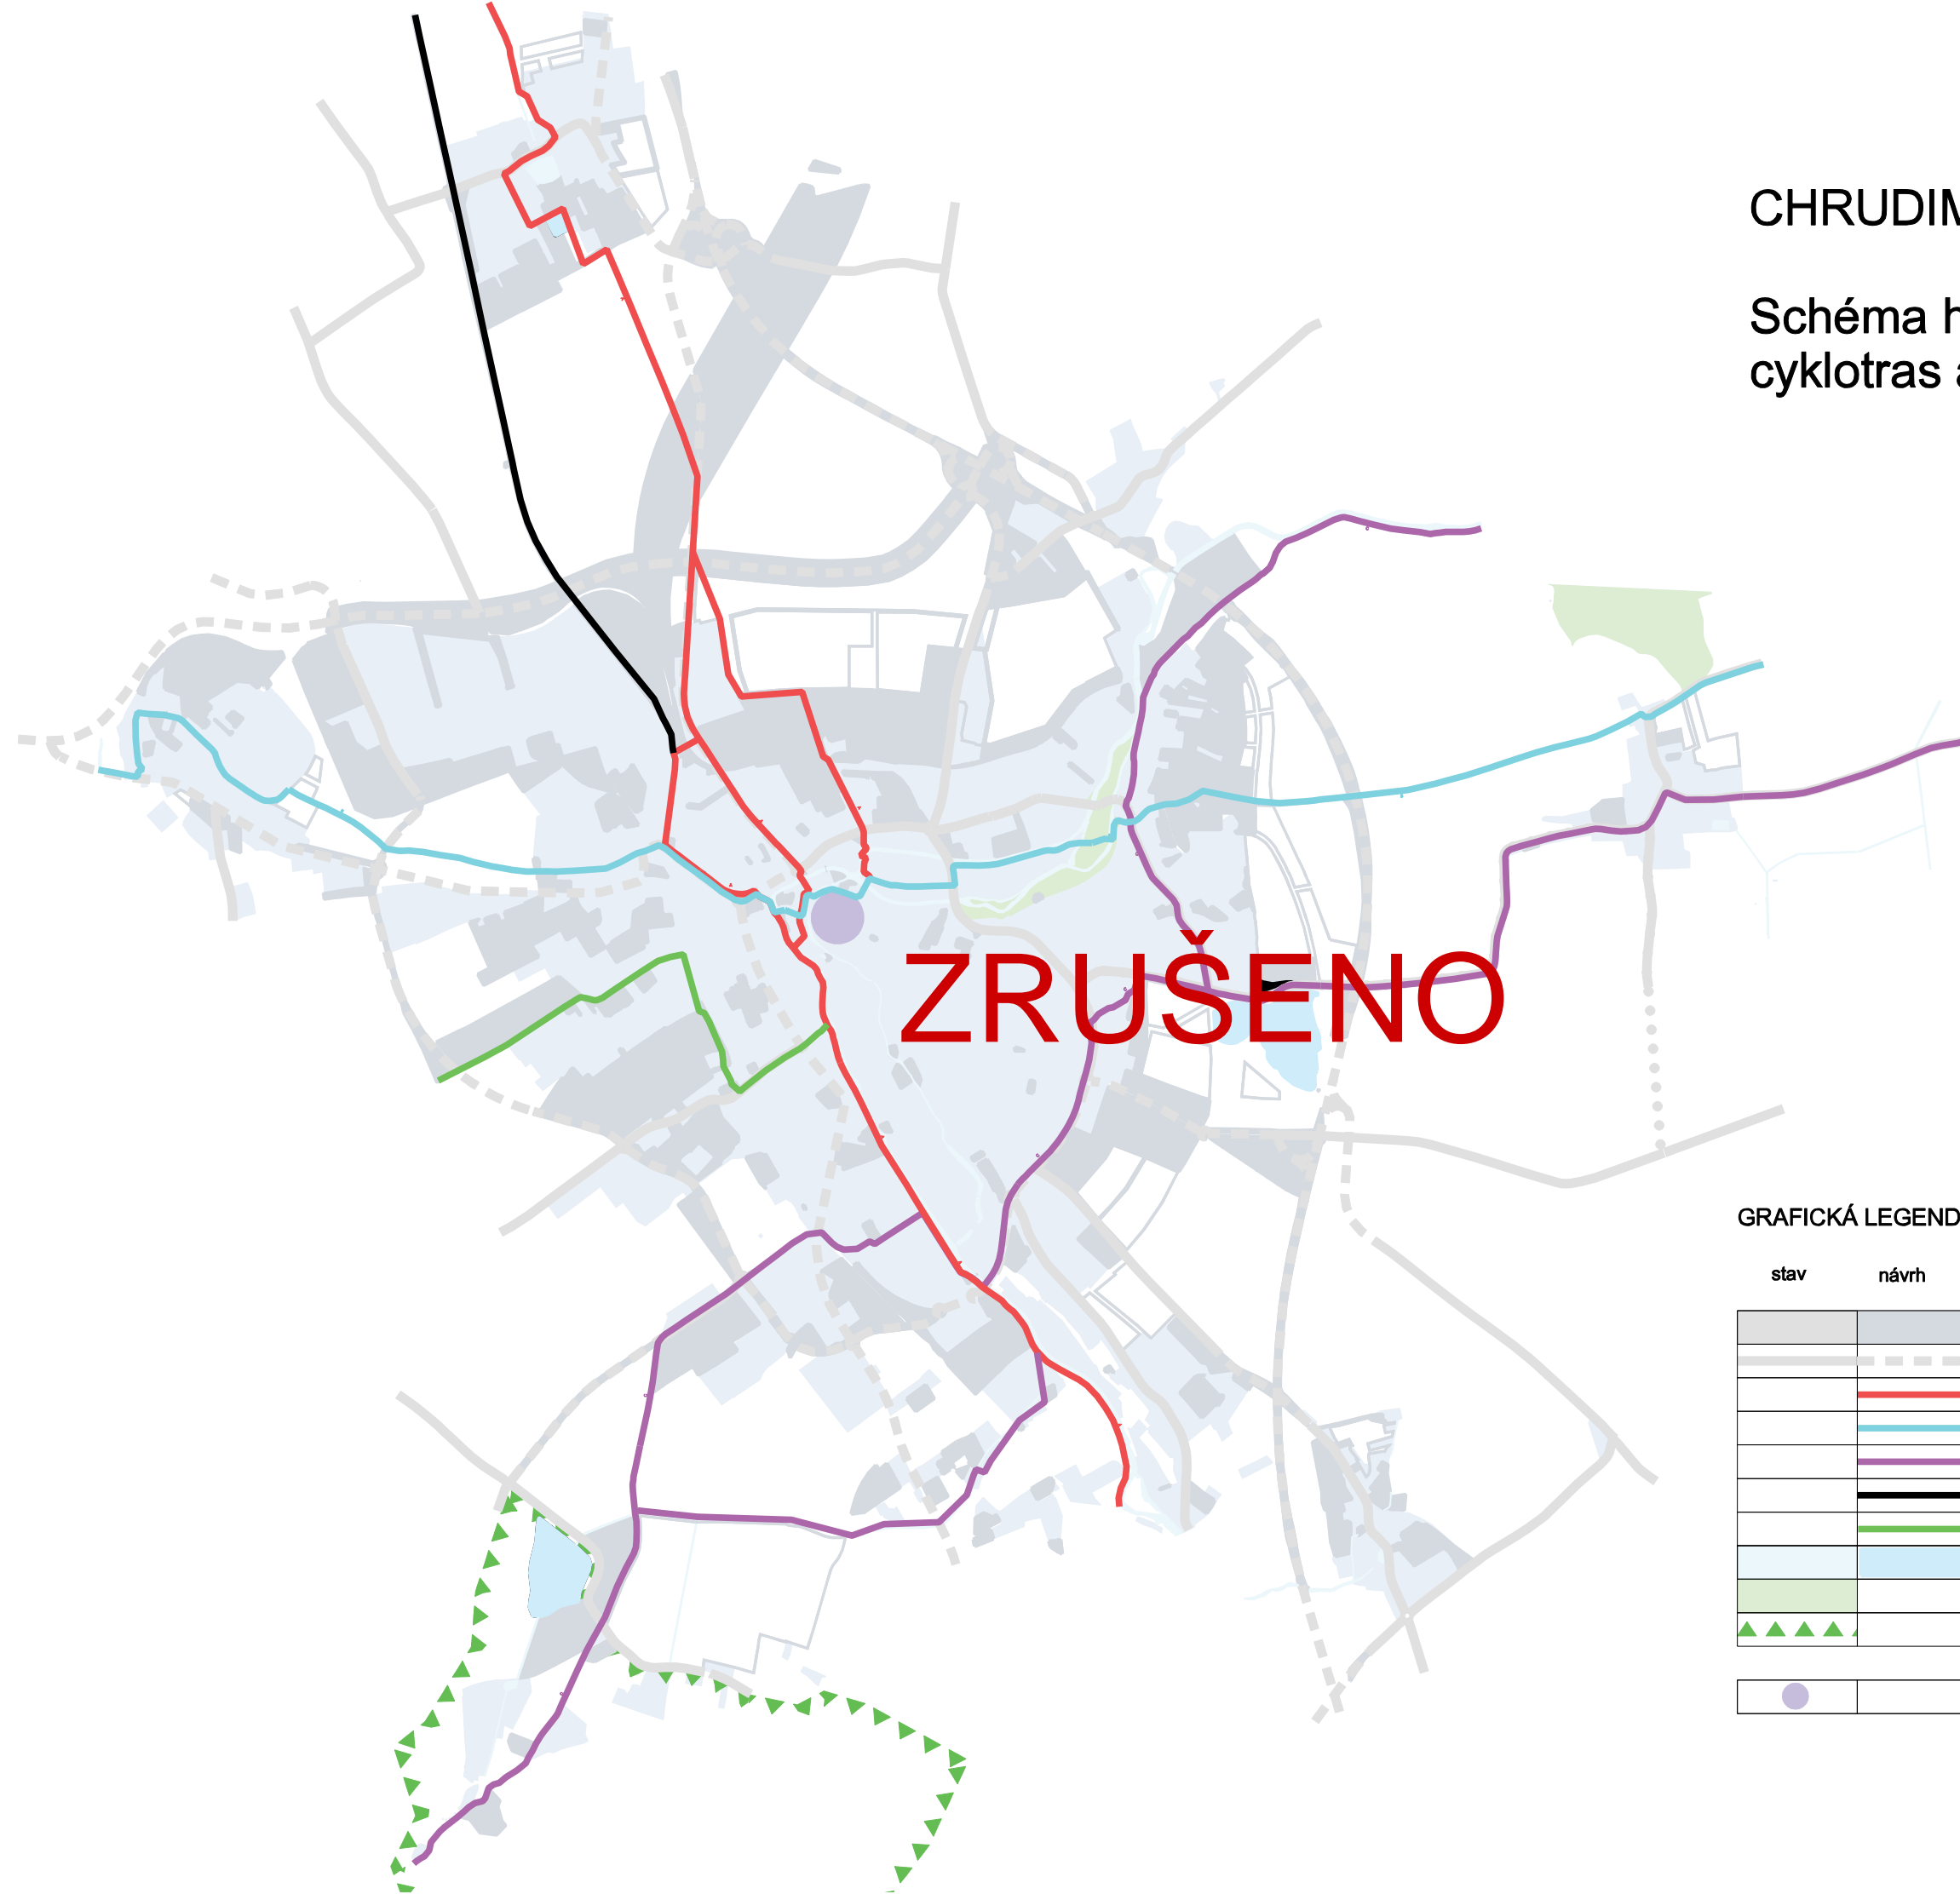 CHRUDIM
Schéma h
cyklotras a
ZRUŠENO
GRAFICKÁ LEGEND
stav návrh